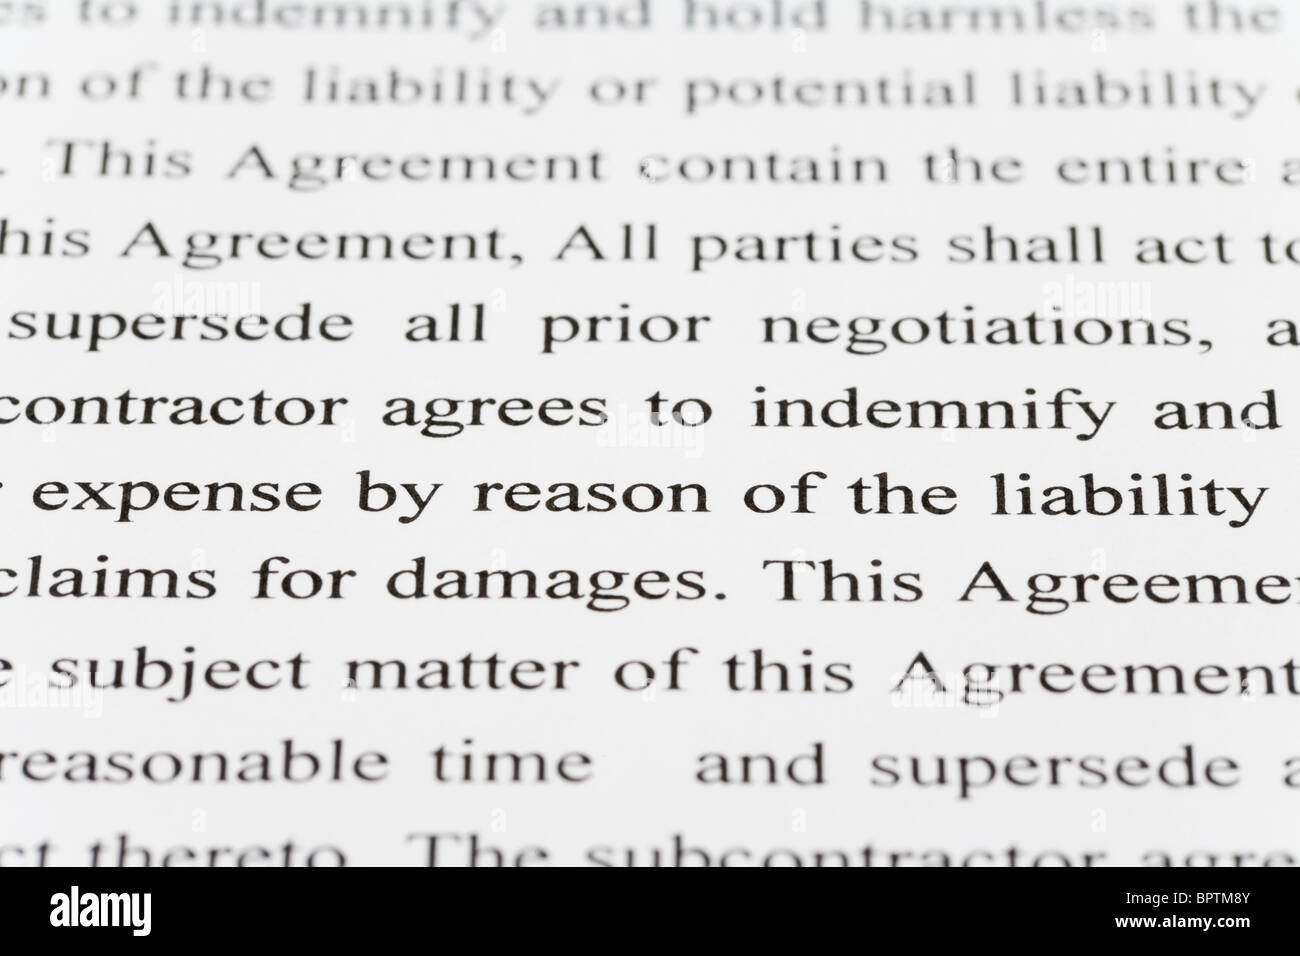 es to indemnify and hold harmless the
on of the liability or potential liability
. This Agreement contain the entire a
his Agreement, All parties shall act to
supersede all prior negotiations, a
contractor agrees to indemnify and
r expense by reason of the liability
claims for damages. This Agreemen
e subject matter of this Agreement
reasonable time and supersede a
ct thereto. The subcontractor agre
alamy
Image ID: BPTM8Y
www.alamy.com